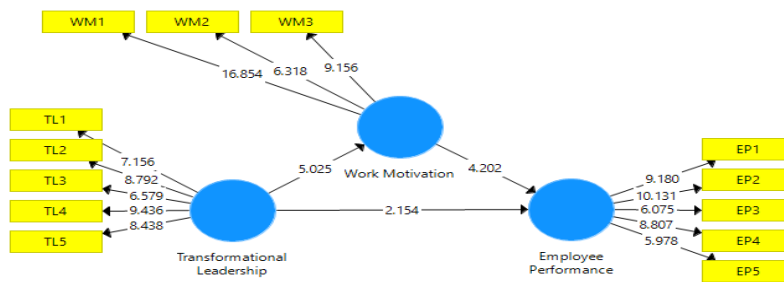 WM1
WM2
WM3
16.854
6.318
9.156
TL1
TL2
TL3
TL4
TL5
7.156
8.792
6.579
9.436
8.438
5.025
Work Motivation
4.202
2.154
Transformational
Leadership
Employee
Performance
9.180
10.131
6.075
8.807
5.978
EP1
EP2
EP3
EP4
EP5